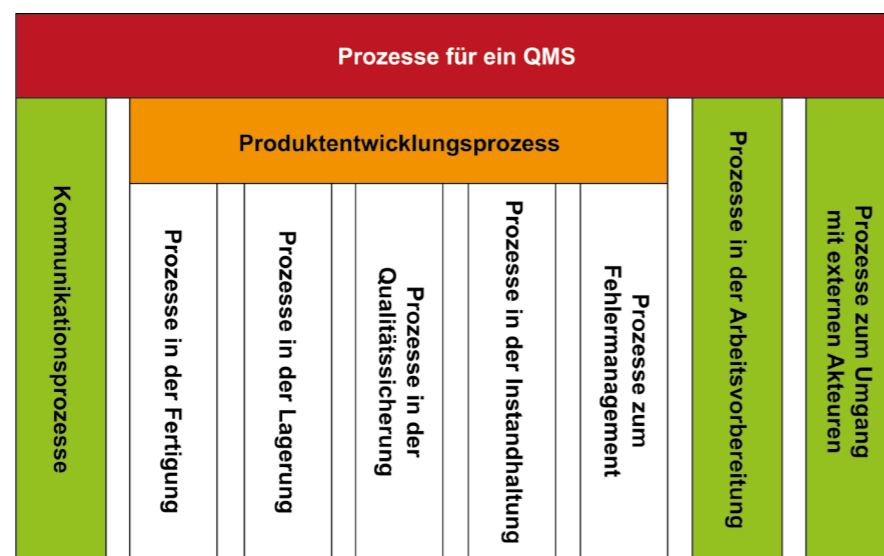 Prozesse für ein QMS
Kommunikationsprozesse
Produktentwicklungsprozess
Prozesse in der Fertigung
Prozesse in der Lagerung
Prozesse in der
Qualitätssicherung
Prozesse in der Instandhaltung
Prozesse zum
Fehlermanagement
Prozesse in der Arbeitsvorbereitung
Prozesse zum Umgang
mit externen Akteuren